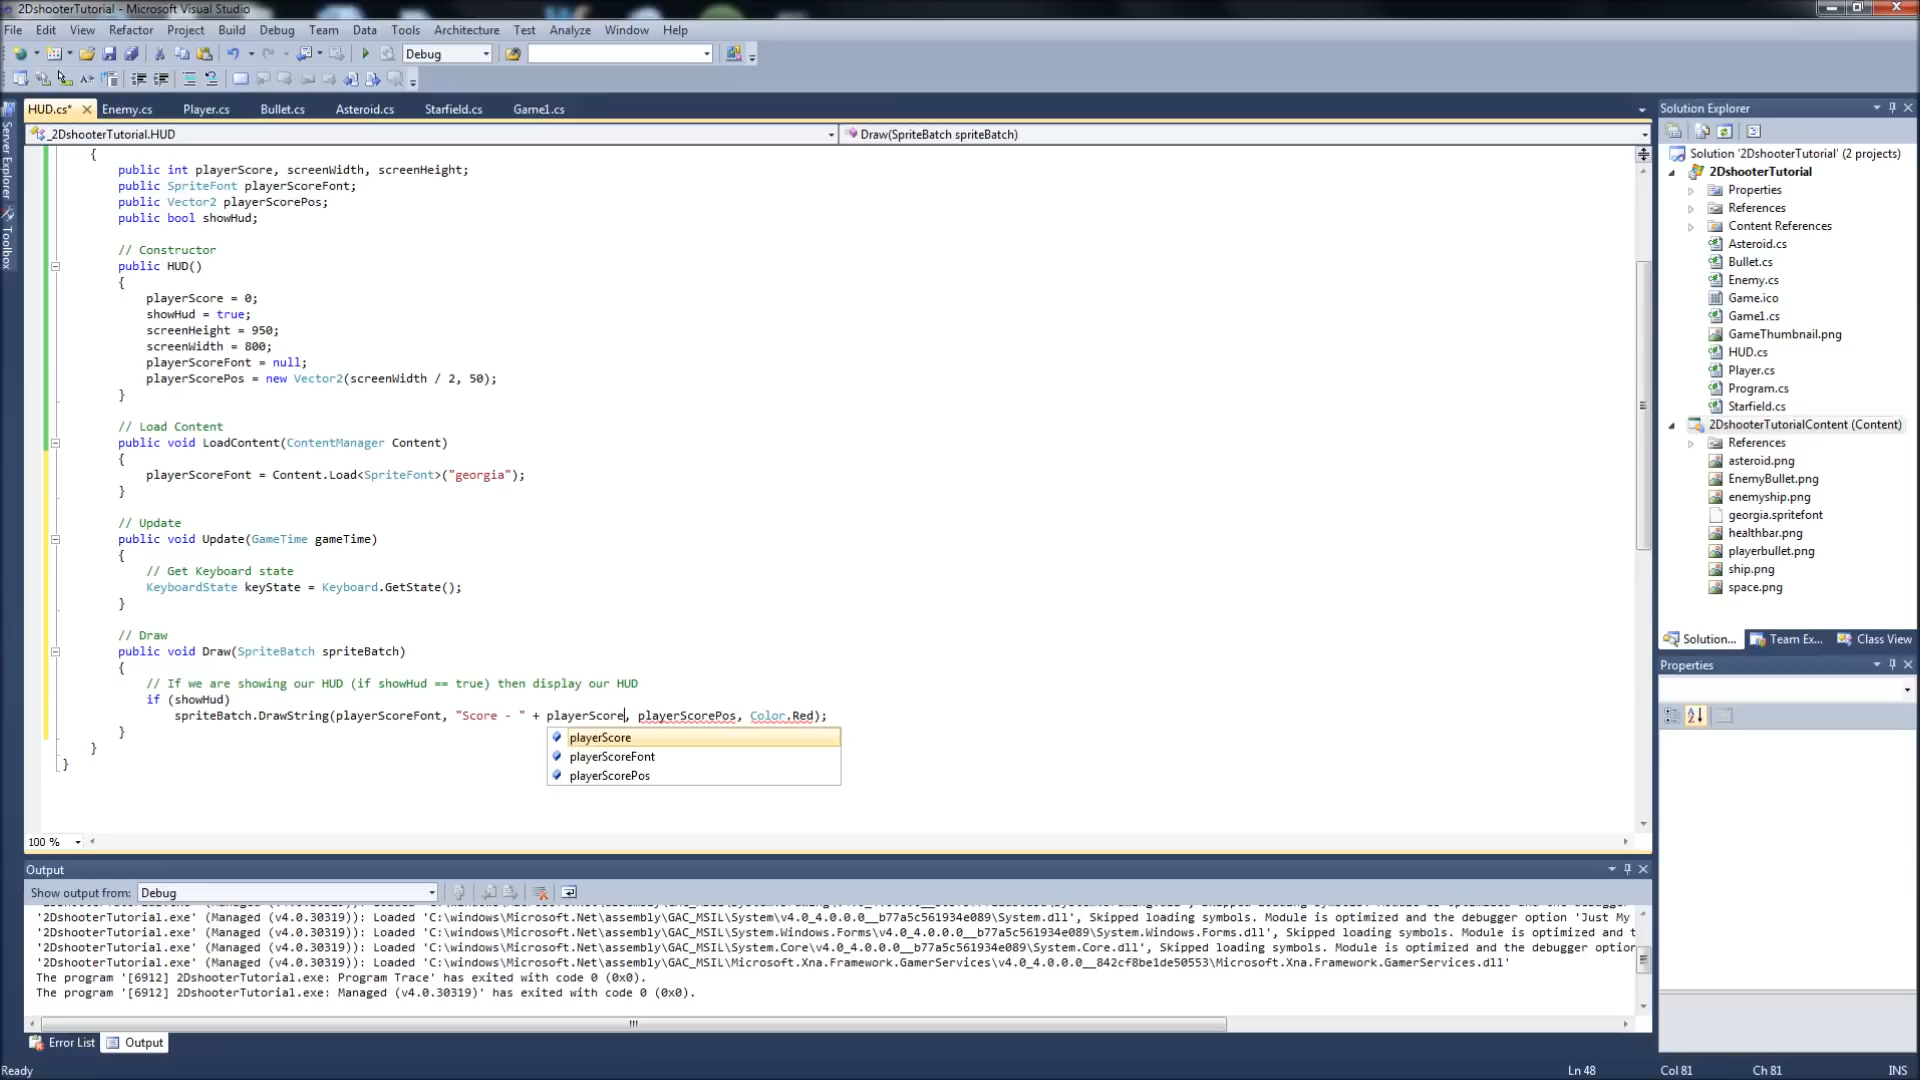 2DshooterTutorial - Microsoft Visual Studio
File Edit View Refactor Project Build Debug Team Data Tools Architecture Test Analyze Window Help
Debug
HUD.cs* Enemy.cs Player.cs Bullet.cs Asteroid.cs Starfield.cs Game1.cs
_2DshooterTutorial.HUD Draw(SpriteBatch spriteBatch)
Server Explorer
Toolbox
{
public int playerScore, screenWidth, screenHeight;
public SpriteFont playerScoreFont;
public Vector2 playerScorePos;
public bool showHud;
// Constructor
public HUD()
{
playerScore = 0;
showHud = true;
screenHeight = 950;
screenWidth = 800;
playerScoreFont = null;
playerScorePos = new Vector2(screenWidth / 2, 50);
}
// Load Content
public void LoadContent(ContentManager Content)
{
playerScoreFont = Content.Load<SpriteFont>("georgia");
}
// Update
public void Update(GameTime gameTime)
{
// Get Keyboard state
KeyboardState keyState = Keyboard.GetState();
}
// Draw
public void Draw(SpriteBatch spriteBatch)
{
// If we are showing our HUD (if showHud == true) then display our HUD
if (showHud)
spriteBatch.DrawString(playerScoreFont, "Score - " + playerScore, playerScorePos, Color.Red);
}
}
}
playerScore
playerScoreFont
playerScorePos
100 %
Output
Show output from: Debug
'2DshooterTutorial.exe' (Managed (v4.0.30319)): Loaded 'C:\windows\Microsoft.Net\assembly\GAC_MSIL\System\v4.0_4.0.0.0__b77a5c561934e089\System.dll', Skipped loading symbols. Module is optimized and the debugger option 'Just My
'2DshooterTutorial.exe' (Managed (v4.0.30319)): Loaded 'C:\windows\Microsoft.Net\assembly\GAC_MSIL\System.Windows.Forms\v4.0_4.0.0.0__b77a5c561934e089\System.Windows.Forms.dll', Skipped loading symbols. Module is optimized and t
'2DshooterTutorial.exe' (Managed (v4.0.30319)): Loaded 'C:\windows\Microsoft.Net\assembly\GAC_MSIL\System.Core\v4.0_4.0.0.0__b77a5c561934e089\System.Core.dll', Skipped loading symbols. Module is optimized and the debugger option
'2DshooterTutorial.exe' (Managed (v4.0.30319)): Loaded 'C:\windows\Microsoft.Net\assembly\GAC_MSIL\Microsoft.Xna.Framework.GamerServices\v4.0_4.0.0.0__842cf8be1de50553\Microsoft.Xna.Framework.GamerServices.dll'
The program '[6912] 2DshooterTutorial.exe: Program Trace' has exited with code 0 (0x0).
The program '[6912] 2DshooterTutorial.exe: Managed (v4.0.30319)' has exited with code 0 (0x0).
Error List Output
Solution Explorer
Solution '2DshooterTutorial' (2 projects)
2DshooterTutorial
Properties
References
Content References
Asteroid.cs
Bullet.cs
Enemy.cs
Game.ico
Game1.cs
GameThumbnail.png
HUD.cs
Player.cs
Program.cs
Starfield.cs
2DshooterTutorialContent (Content)
References
asteroid.png
EnemyBullet.png
enemyship.png
georgia.spritefont
healthbar.png
playerbullet.png
ship.png
space.png
Solution... Team Ex... Class View
Properties
Ready Ln 48 Col 81 Ch 81 INS